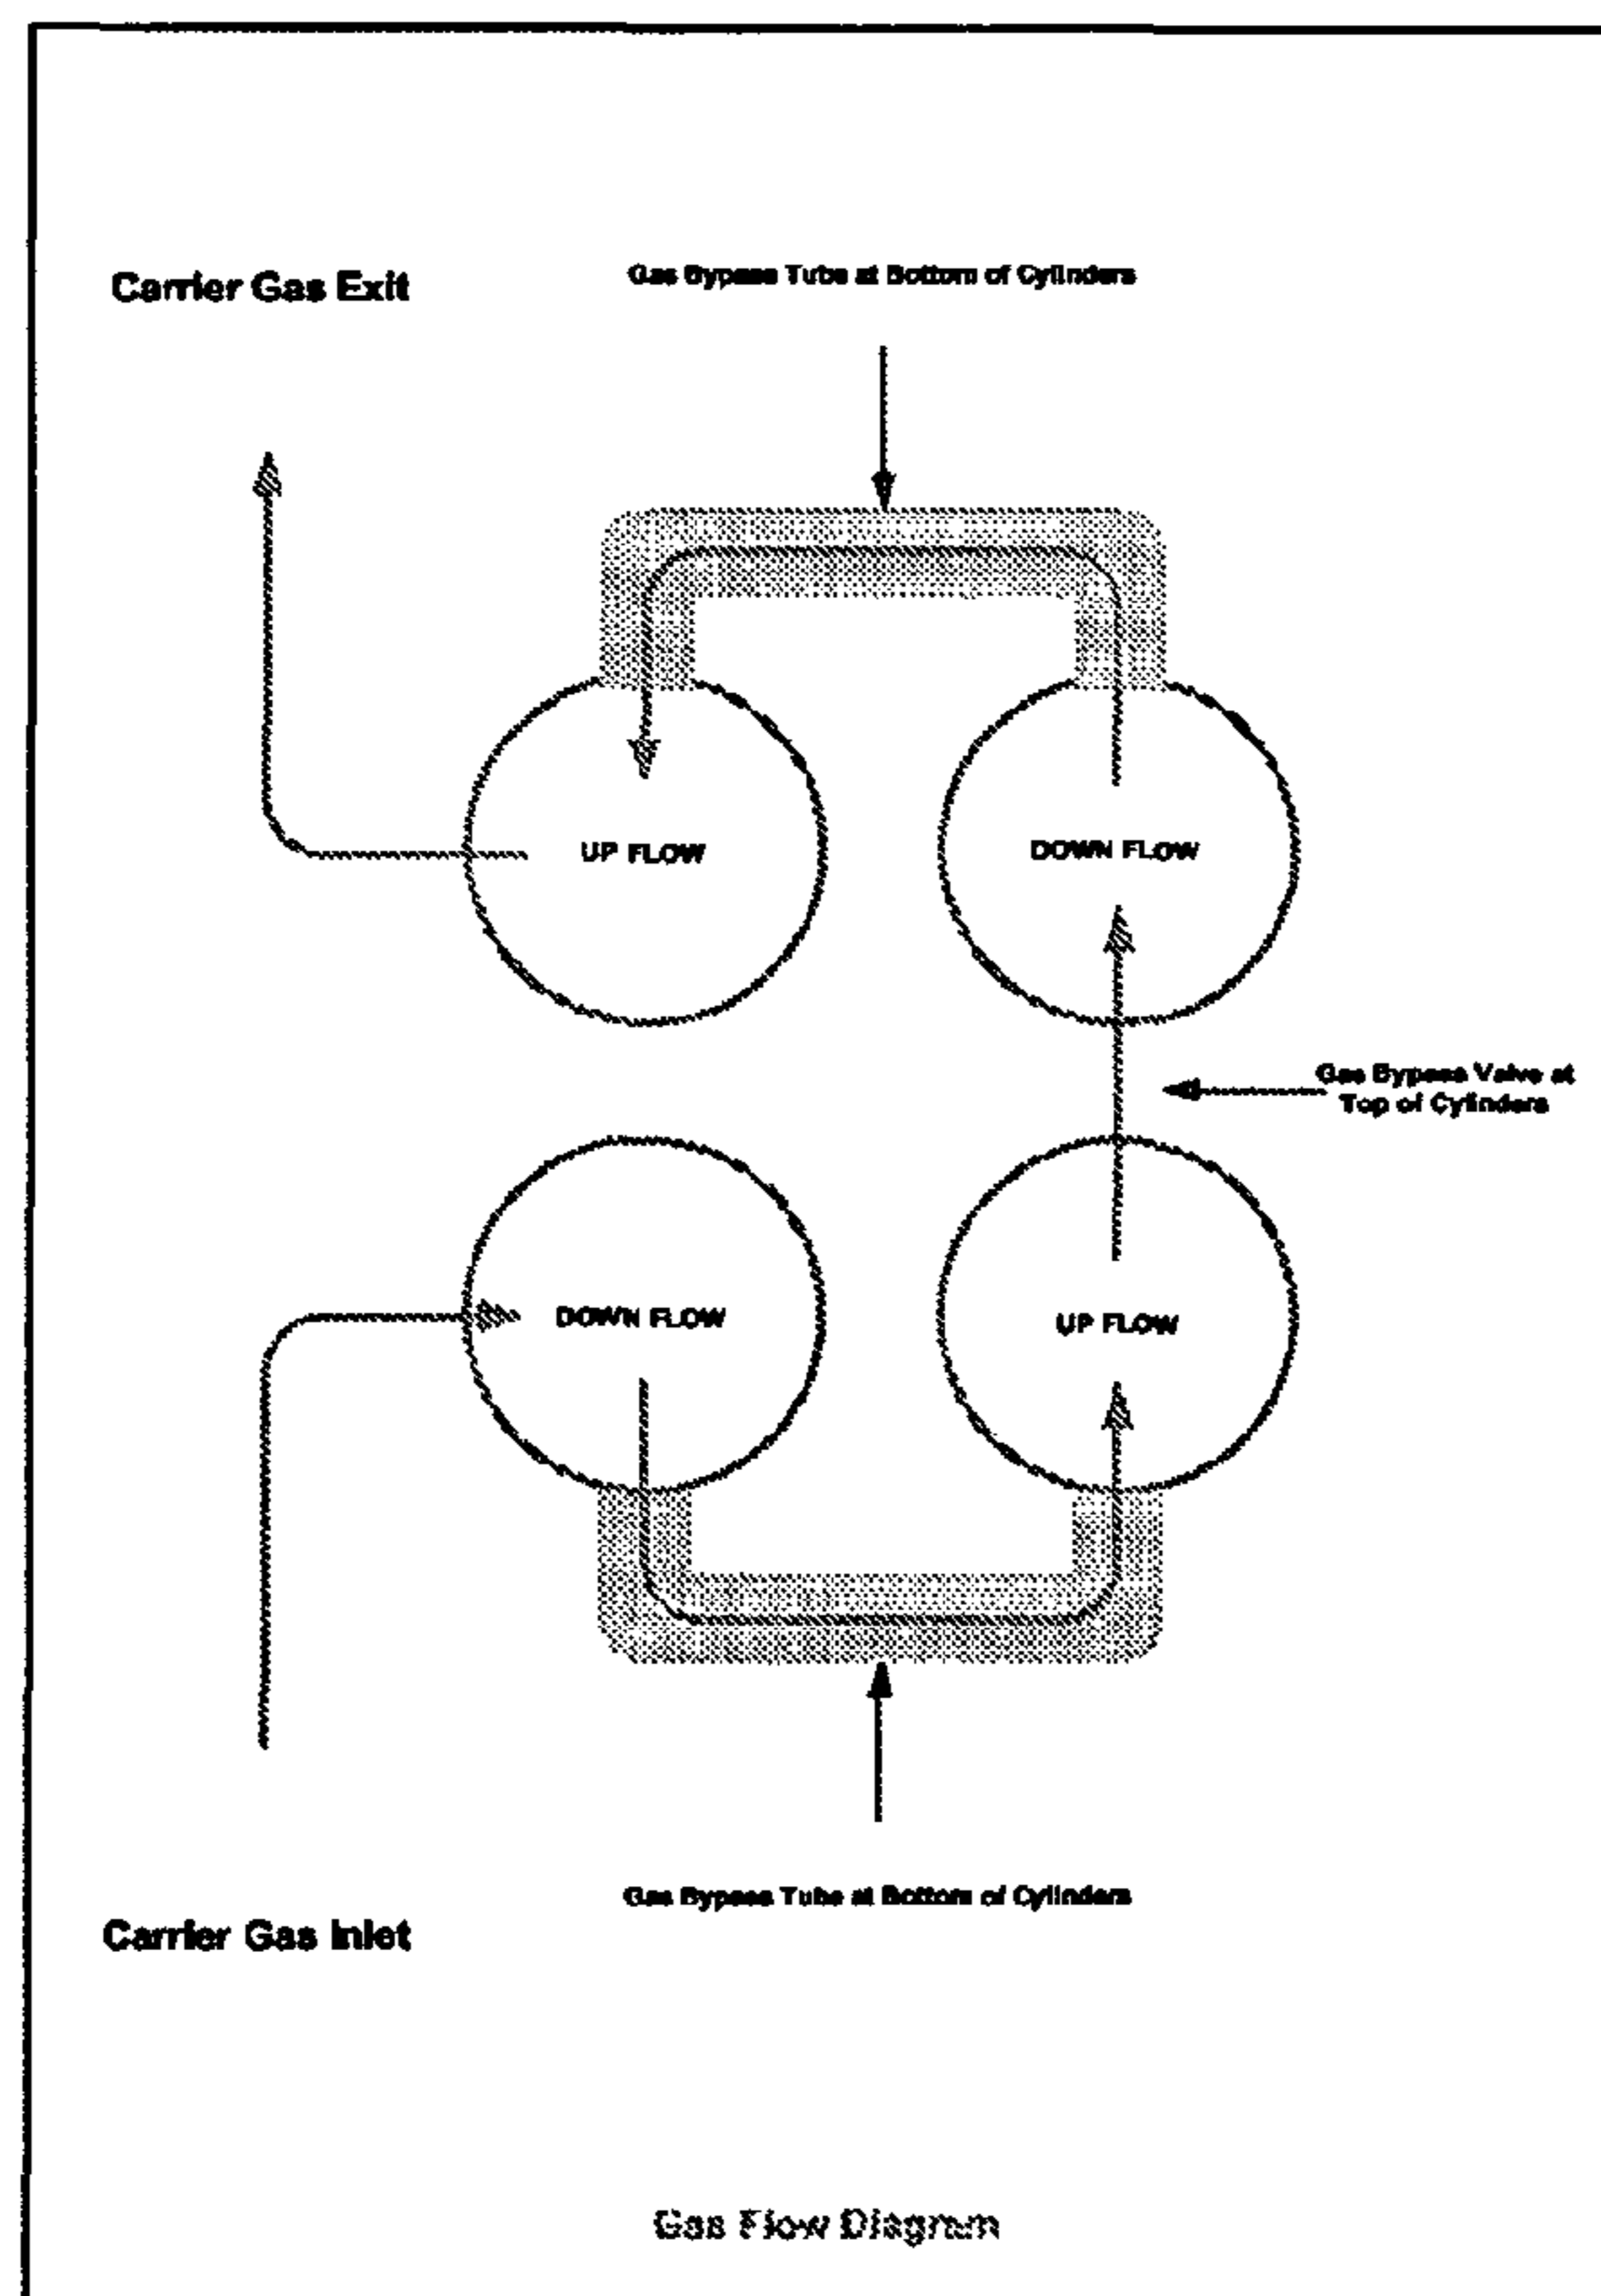 Carrier Gas Exit
Gas Bypass Tube at Bottom of Cylinders
UP FLOW
DOWN FLOW
Gas Bypass Valve at
Top of Cylinders
DOWN FLOW
UP FLOW
Gas Bypass Tube at Bottom of Cylinders
Carrier Gas Inlet
Gas Flow Diagram